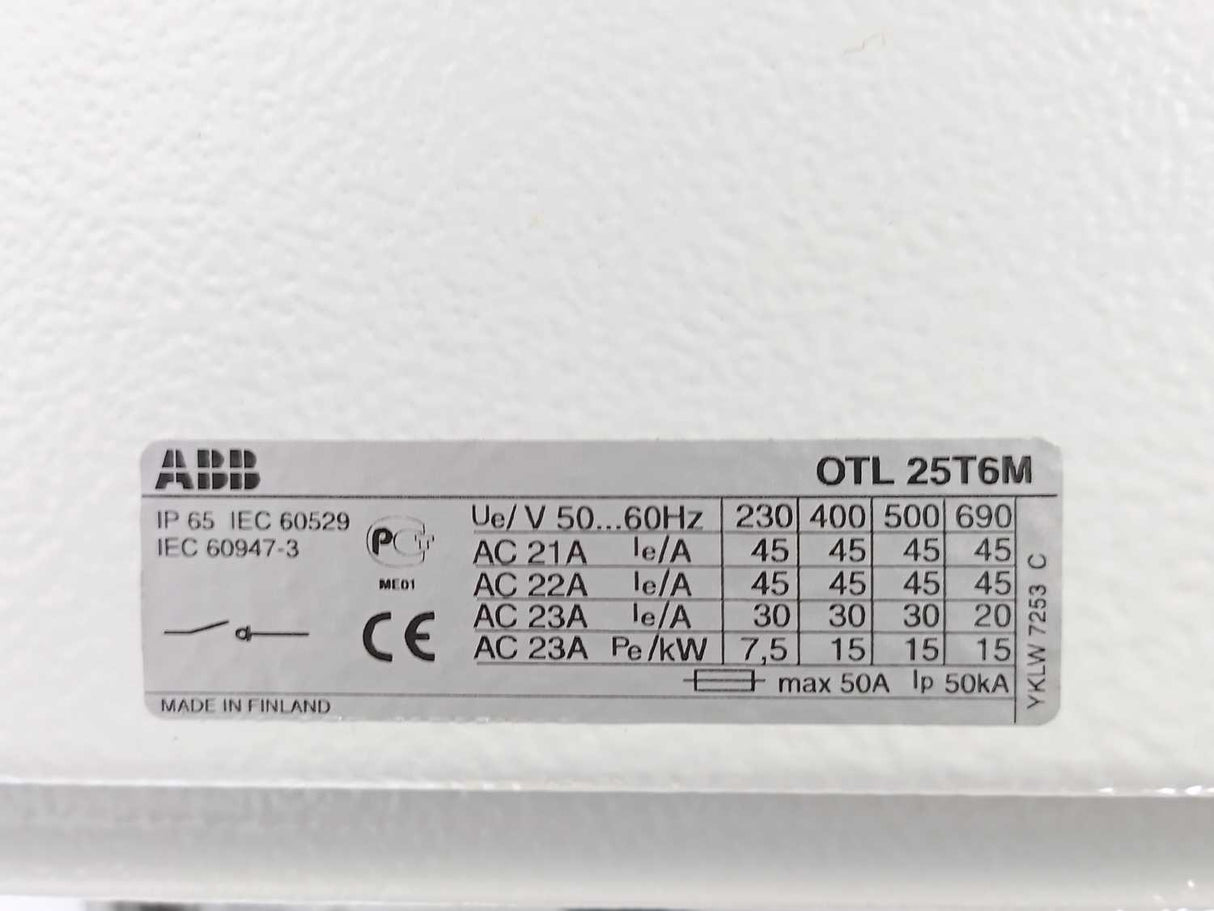 ABB OTL 25T6M
IP 65 IEC 60529
IEC 60947-3
PCT
ME01
CE
Ue/ V 50...60Hz 230 400 500 690
AC 21A Ie/A 45 45 45 45
AC 22A Ie/A 45 45 45 45
AC 23A Ie/A 30 30 30 20
AC 23A Pe/kW 7,5 15 15 15
max 50A Ip 50kA
YKLW 7253 C
MADE IN FINLAND